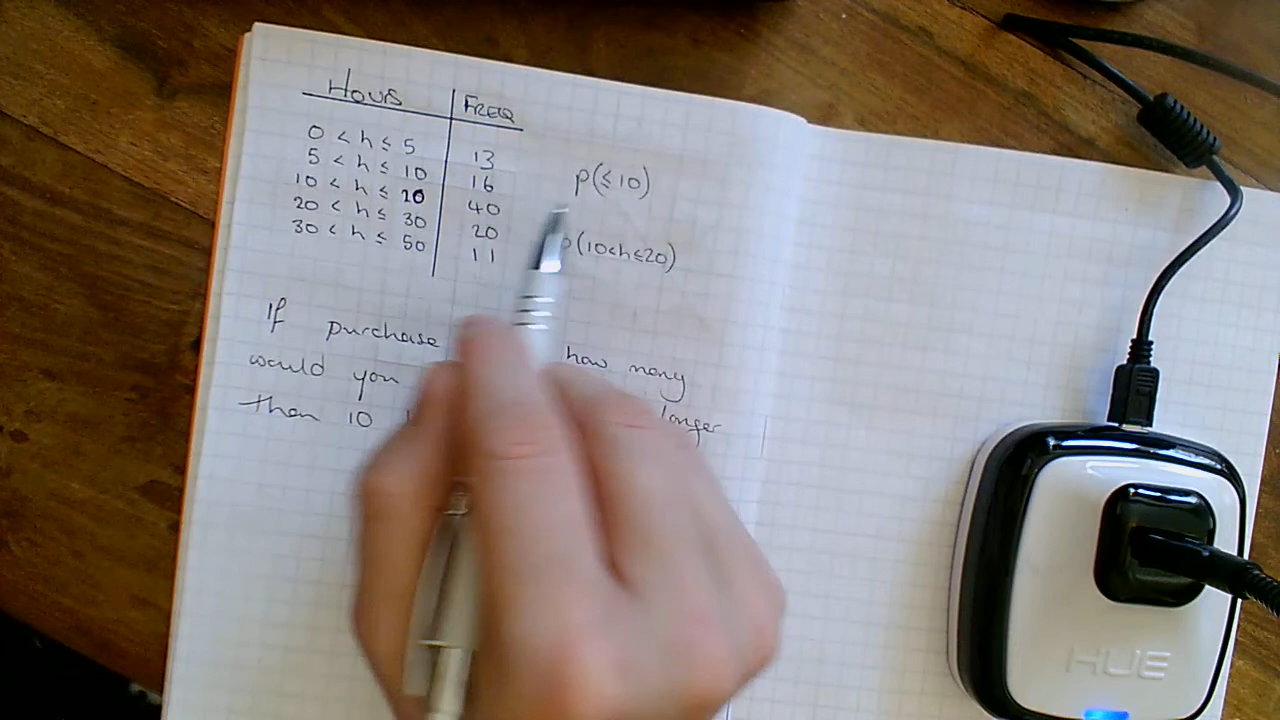 Hours FREQ
0 < h ≤ 5 13
5 < h ≤ 10 16
10 < h ≤ 20 40
20 < h ≤ 30 20
30 < h ≤ 50 11
p(≤10)
p(10<h≤20)
If purchase how many
would you
then 10 longer
HUE